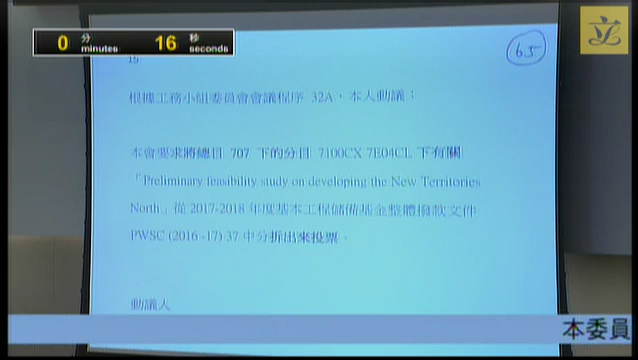 0 分 minutes 16 秒 seconds
立
65
15
根據工務小組委員會會議程序 32A，本人動議：
本會要求將總目 707 下的分目 7100CX 7E04CL 下有關
「Preliminary feasibility study on developing the New Territories
North」從 2017-2018 年度基本工程儲備基金整體撥款文件
PWSC (2016 -17) 37 中分拆出來投票。
動議人
本委員